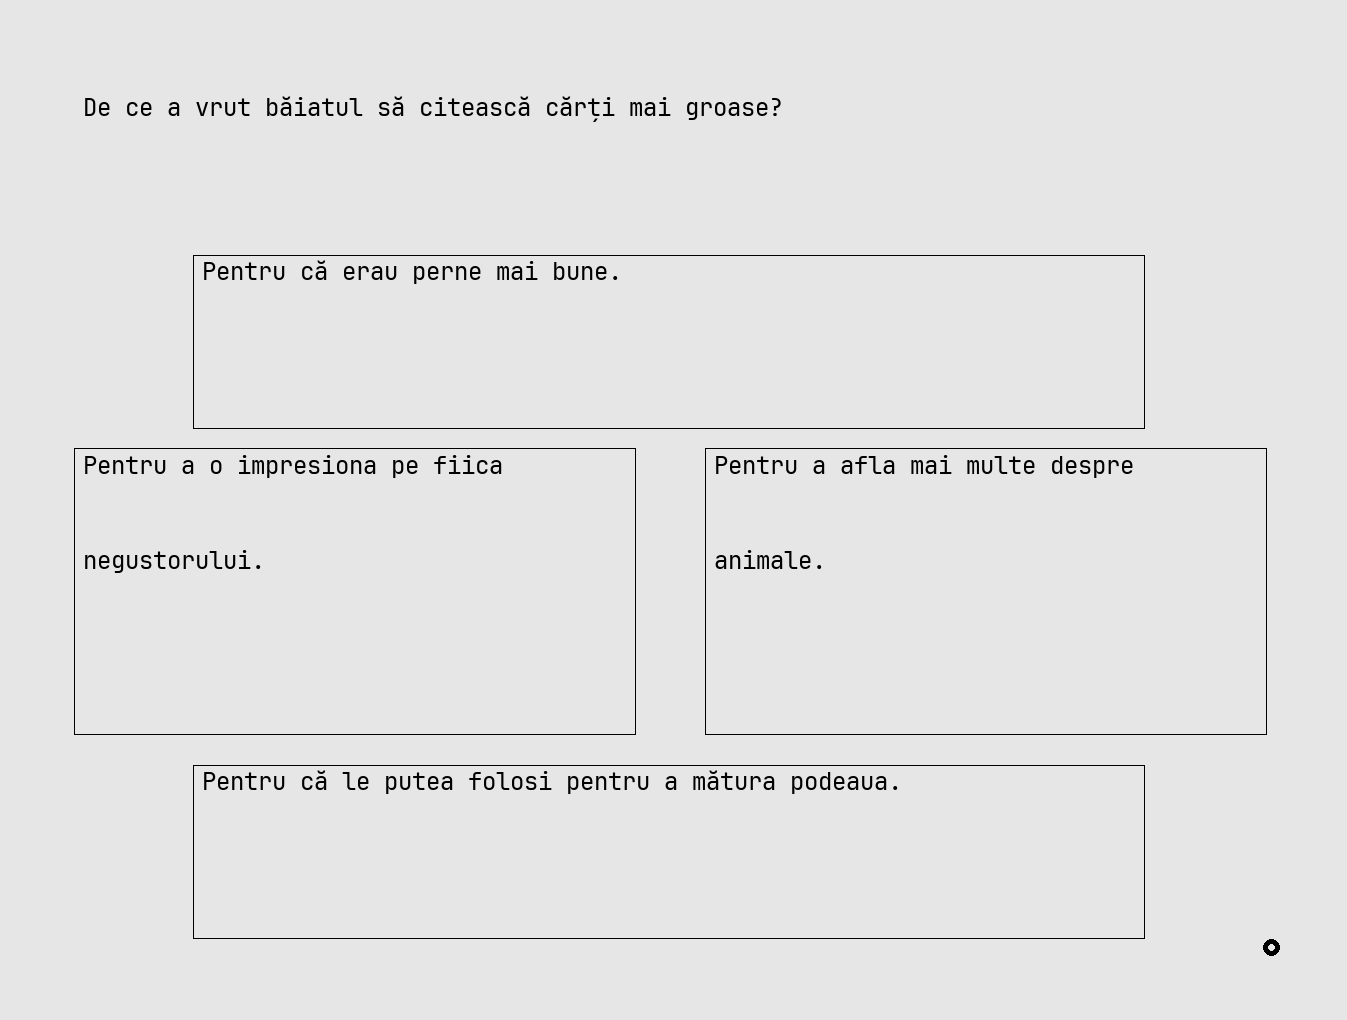 De ce a vrut băiatul să citească cărți mai groase?
Pentru că erau perne mai bune.
Pentru a o impresiona pe fiica
negustorului.
Pentru a afla mai multe despre
animale.
Pentru că le putea folosi pentru a mătura podeaua.